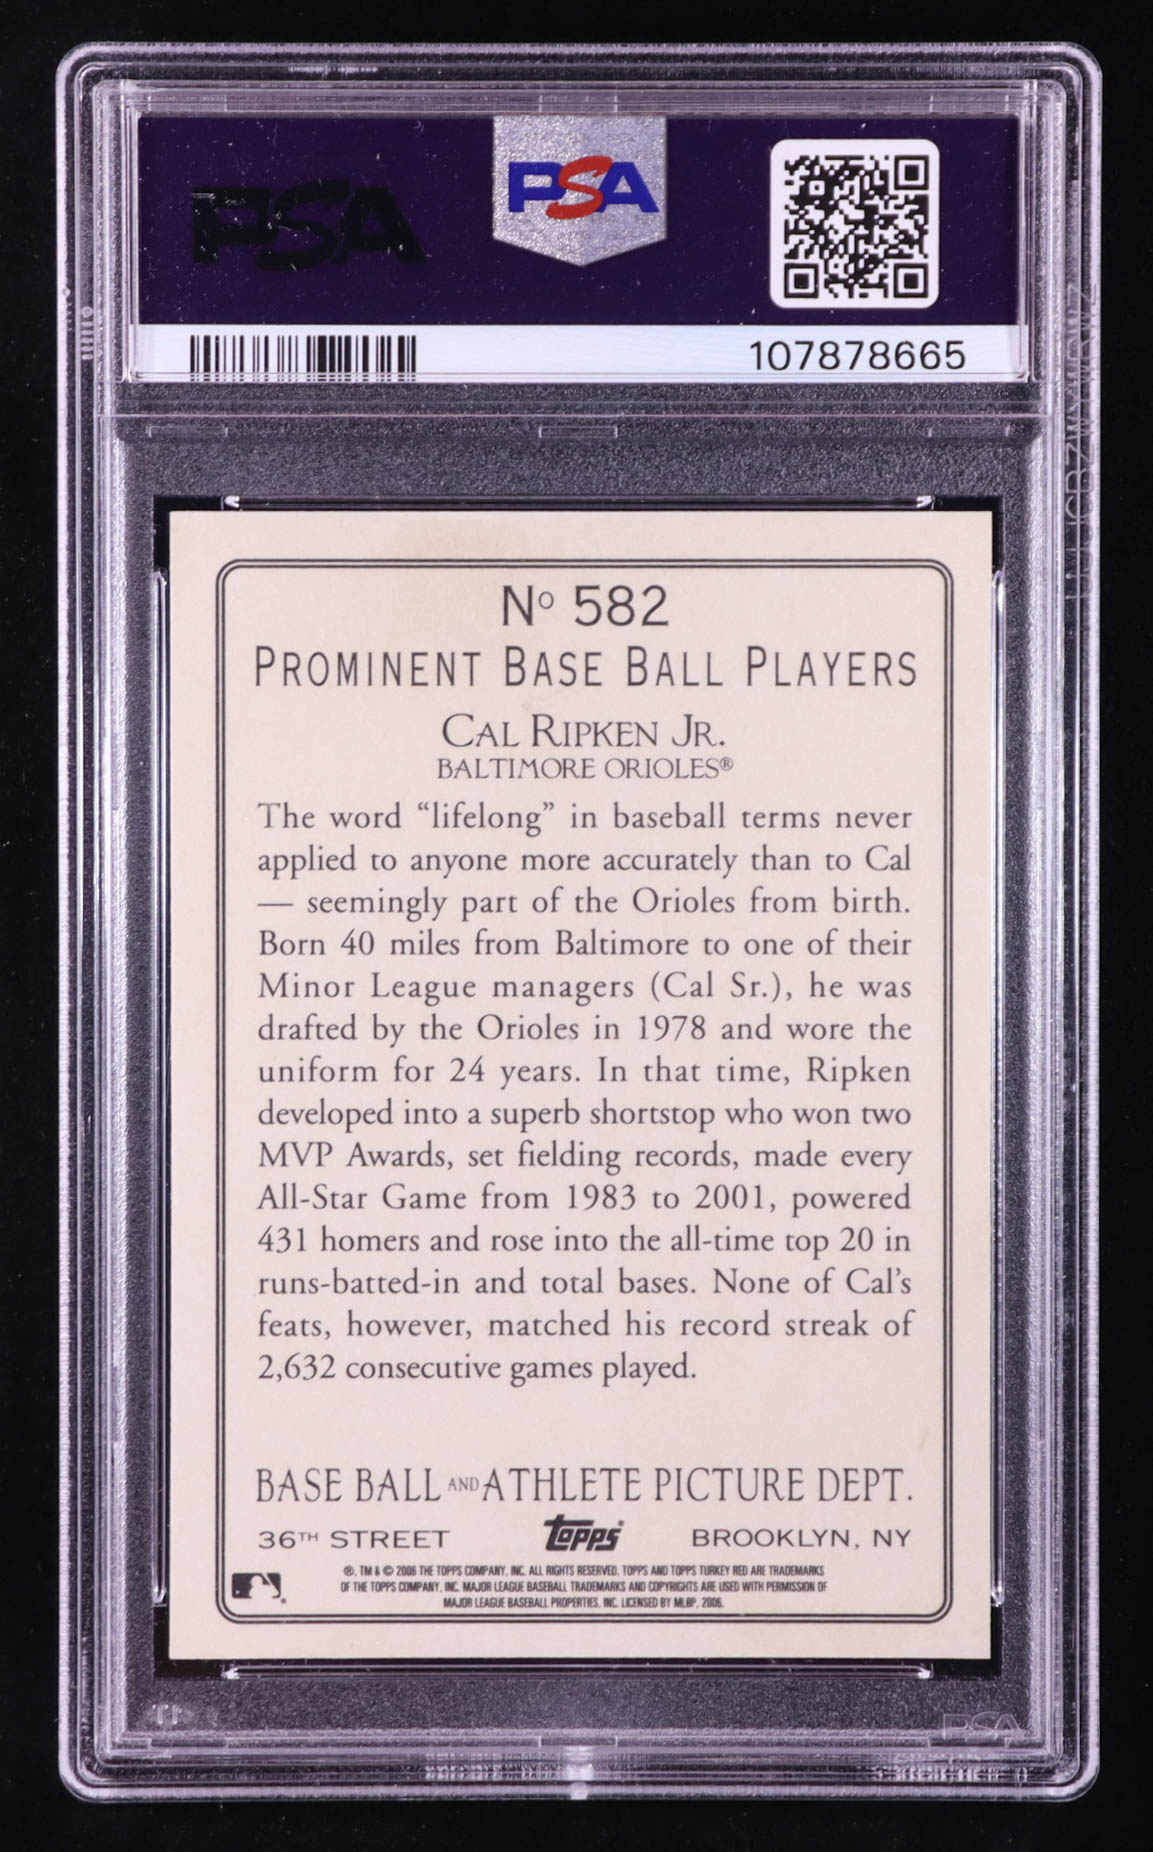 PSA
PSA
107878665
Nº 582
PROMINENT BASE BALL PLAYERS
CAL RIPKEN JR.
BALTIMORE ORIOLES®
The word “lifelong” in baseball terms never
applied to anyone more accurately than to Cal
— seemingly part of the Orioles from birth.
Born 40 miles from Baltimore to one of their
Minor League managers (Cal Sr.), he was
drafted by the Orioles in 1978 and wore the
uniform for 24 years. In that time, Ripken
developed into a superb shortstop who won two
MVP Awards, set fielding records, made every
All-Star Game from 1983 to 2001, powered
431 homers and rose into the all-time top 20 in
runs-batted-in and total bases. None of Cal’s
feats, however, matched his record streak of
2,632 consecutive games played.
BASE BALL AND ATHLETE PICTURE DEPT.
36TH STREET Topps® BROOKLYN, NY
®, TM & © 2006 THE TOPPS COMPANY, INC. ALL RIGHTS RESERVED. TOPPS AND TOPPS TURKEY RED ARE TRADEMARKS
OF THE TOPPS COMPANY, INC. MAJOR LEAGUE BASEBALL TRADEMARKS AND COPYRIGHTS ARE USED WITH PERMISSION OF
MAJOR LEAGUE BASEBALL PROPERTIES, INC. LICENSED BY MLBP, 2006.
PSA